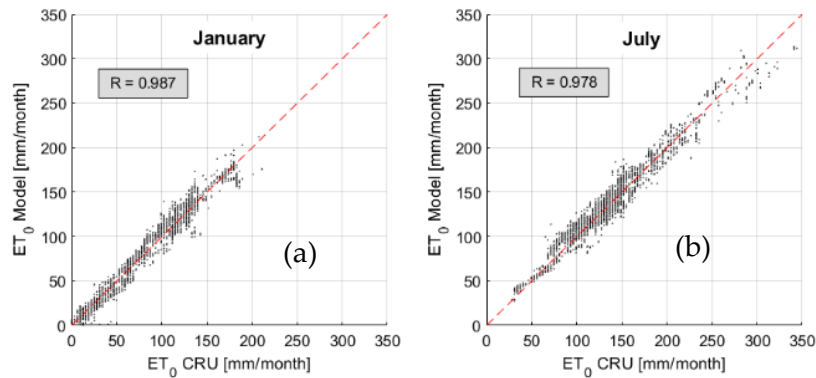 January
R = 0.987
350
300
250
200
150
100
50
0
ET0 Model [mm/month]
(a)
0 50 100 150 200 250 300 350
ET0 CRU [mm/month]
July
R = 0.978
350
300
250
200
150
100
50
0
ET0 Model [mm/month]
(b)
0 50 100 150 200 250 300 350
ET0 CRU [mm/month]